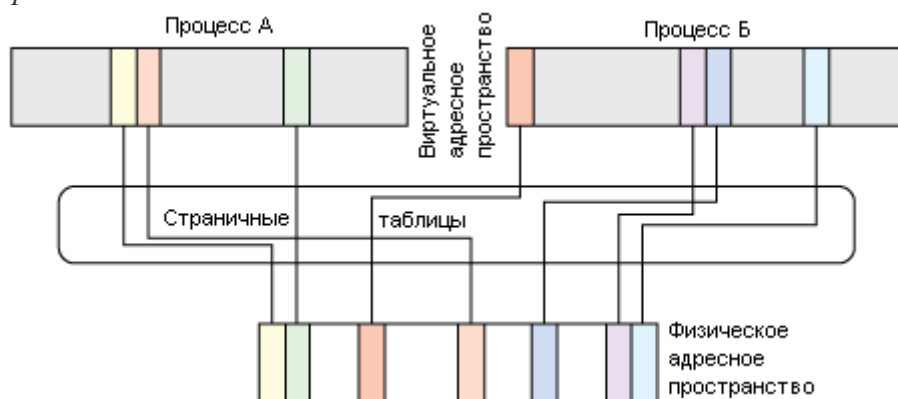 Процесс А
Виртуальное
адресное
пространство
Процесс Б
Страничные таблицы
Физическое
адресное
пространство